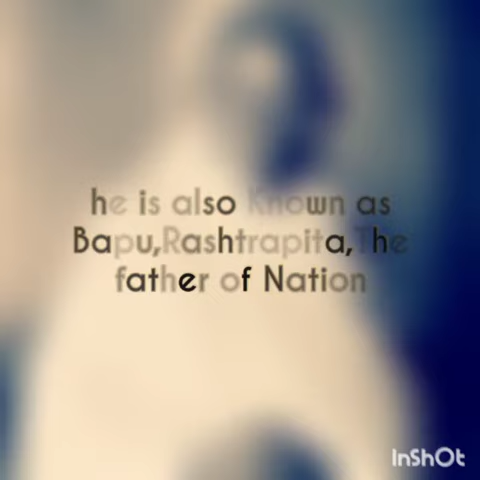 he is also Known as
Bapu,Rashtrapita,The
father of Nation
InShOt